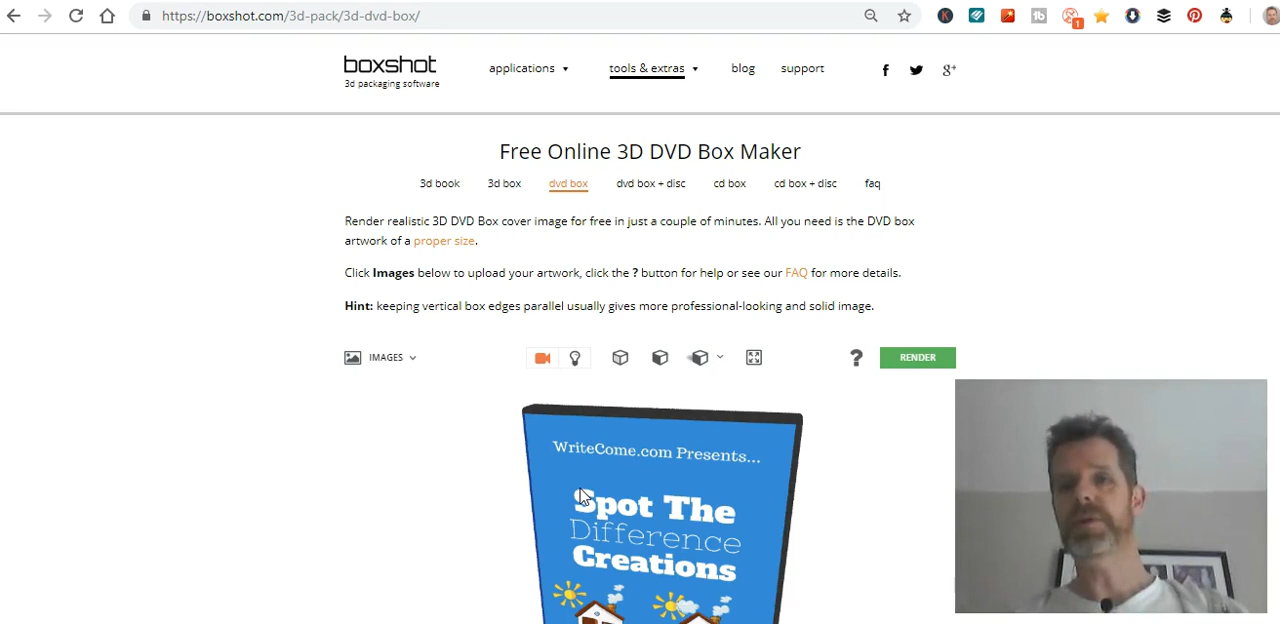 https://boxshot.com/3d-pack/3d-dvd-box/
K
1
boxshot
3d packaging software
applications
tools & extras
blog
support
f
g+
Free Online 3D DVD Box Maker
3d book
3d box
dvd box
dvd box + disc
cd box
cd box + disc
faq
Render realistic 3D DVD Box cover image for free in just a couple of minutes. All you need is the DVD box
artwork of a proper size.
Click Images below to upload your artwork, click the ? button for help or see our FAQ for more details.
Hint: keeping vertical box edges parallel usually gives more professional-looking and solid image.
IMAGES
?
RENDER
WriteCome.com Presents...
Spot The
Difference
Creations